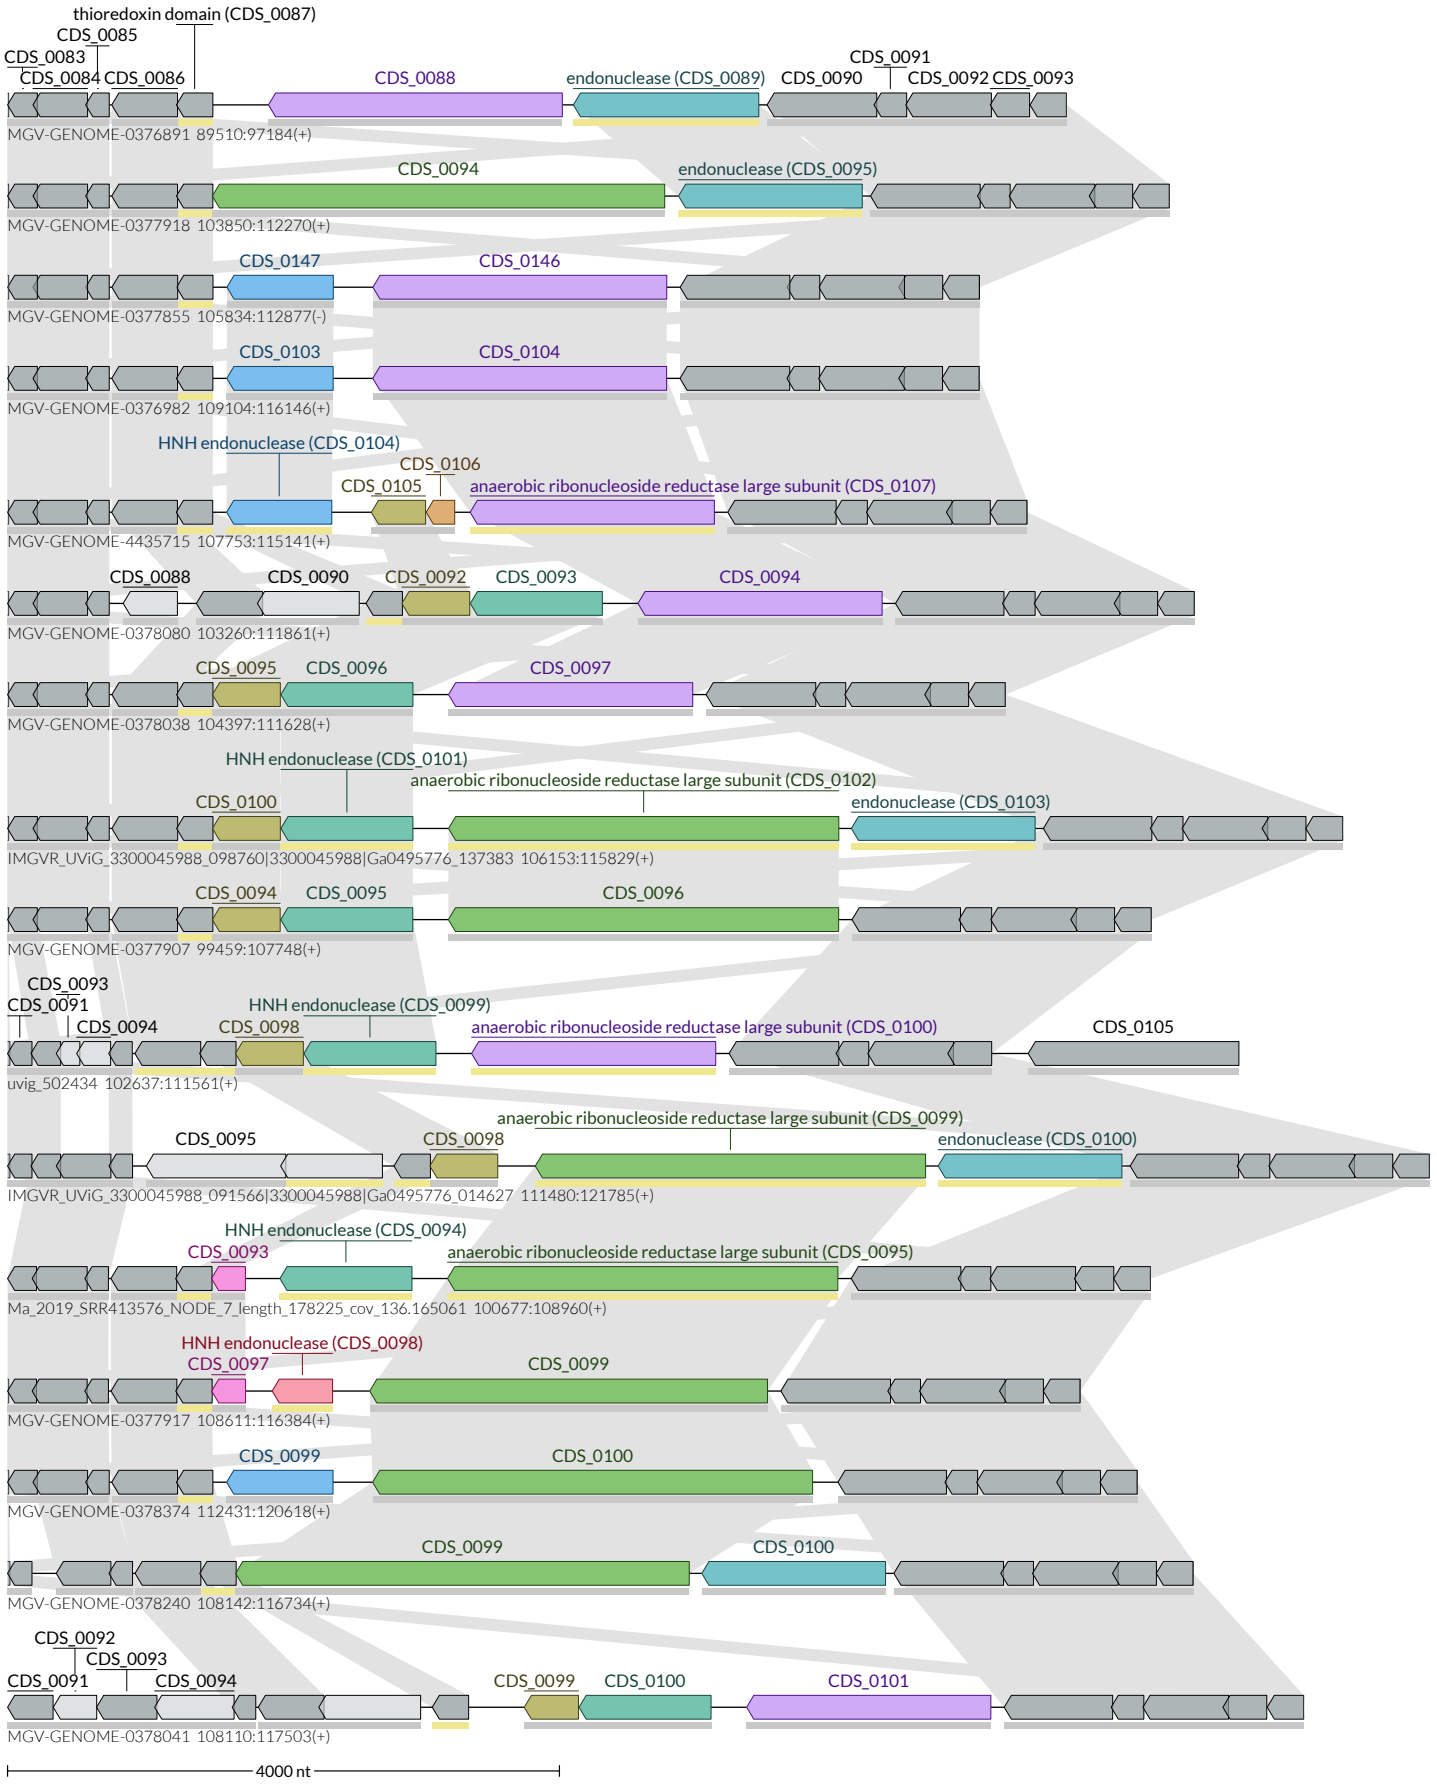 thioredoxin domain (CDS_0087)
CDS_0085
CDS_0083 CDS_0091
CDS_0084 CDS_0086 CDS_0088 endonuclease (CDS_0089) CDS_0090 CDS_0092 CDS_0093
MGV-GENOME-0376891 89510:97184(+)
CDS_0094 endonuclease (CDS_0095)
MGV-GENOME-0377918 103850:112270(+)
CDS_0147 CDS_0146
MGV-GENOME-0377855 105834:112877(-)
CDS_0103 CDS_0104
MGV-GENOME-0376982 109104:116146(+)
HNH endonuclease (CDS_0104)
CDS_0106
CDS_0105 anaerobic ribonucleoside reductase large subunit (CDS_0107)
MGV-GENOME-4435715 107753:115141(+)
CDS_0088 CDS_0090 CDS_0092 CDS_0093 CDS_0094
MGV-GENOME-0378080 103260:111861(+)
CDS_0095 CDS_0096 CDS_0097
MGV-GENOME-0378038 104397:111628(+)
HNH endonuclease (CDS_0101)
anaerobic ribonucleoside reductase large subunit (CDS_0102)
CDS_0100 endonuclease (CDS_0103)
IMGVR_UViG_3300045988_098760|3300045988|Ga0495776_137383 106153:115829(+)
CDS_0094 CDS_0095 CDS_0096
MGV-GENOME-0377907 99459:107748(+)
CDS_0093
CDS_0091 HNH endonuclease (CDS_0099)
CDS_0094 CDS_0098 anaerobic ribonucleoside reductase large subunit (CDS_0100) CDS_0105
uvig_502434 102637:111561(+)
anaerobic ribonucleoside reductase large subunit (CDS_0099)
CDS_0095 CDS_0098 endonuclease (CDS_0100)
IMGVR_UViG_3300045988_091566|3300045988|Ga0495776_014627 111480:121785(+)
HNH endonuclease (CDS_0094)
CDS_0093 anaerobic ribonucleoside reductase large subunit (CDS_0095)
Ma_2019_SRR413576_NODE_7_length_178225_cov_136.165061 100677:108960(+)
HNH endonuclease (CDS_0098)
CDS_0097 CDS_0099
MGV-GENOME-0377917 108611:116384(+)
CDS_0099 CDS_0100
MGV-GENOME-0378374 112431:120618(+)
CDS_0099 CDS_0100
MGV-GENOME-0378240 108142:116734(+)
CDS_0092
CDS_0093
CDS_0091 CDS_0094 CDS_0099 CDS_0100 CDS_0101
MGV-GENOME-0378041 108110:117503(+)
4000 nt